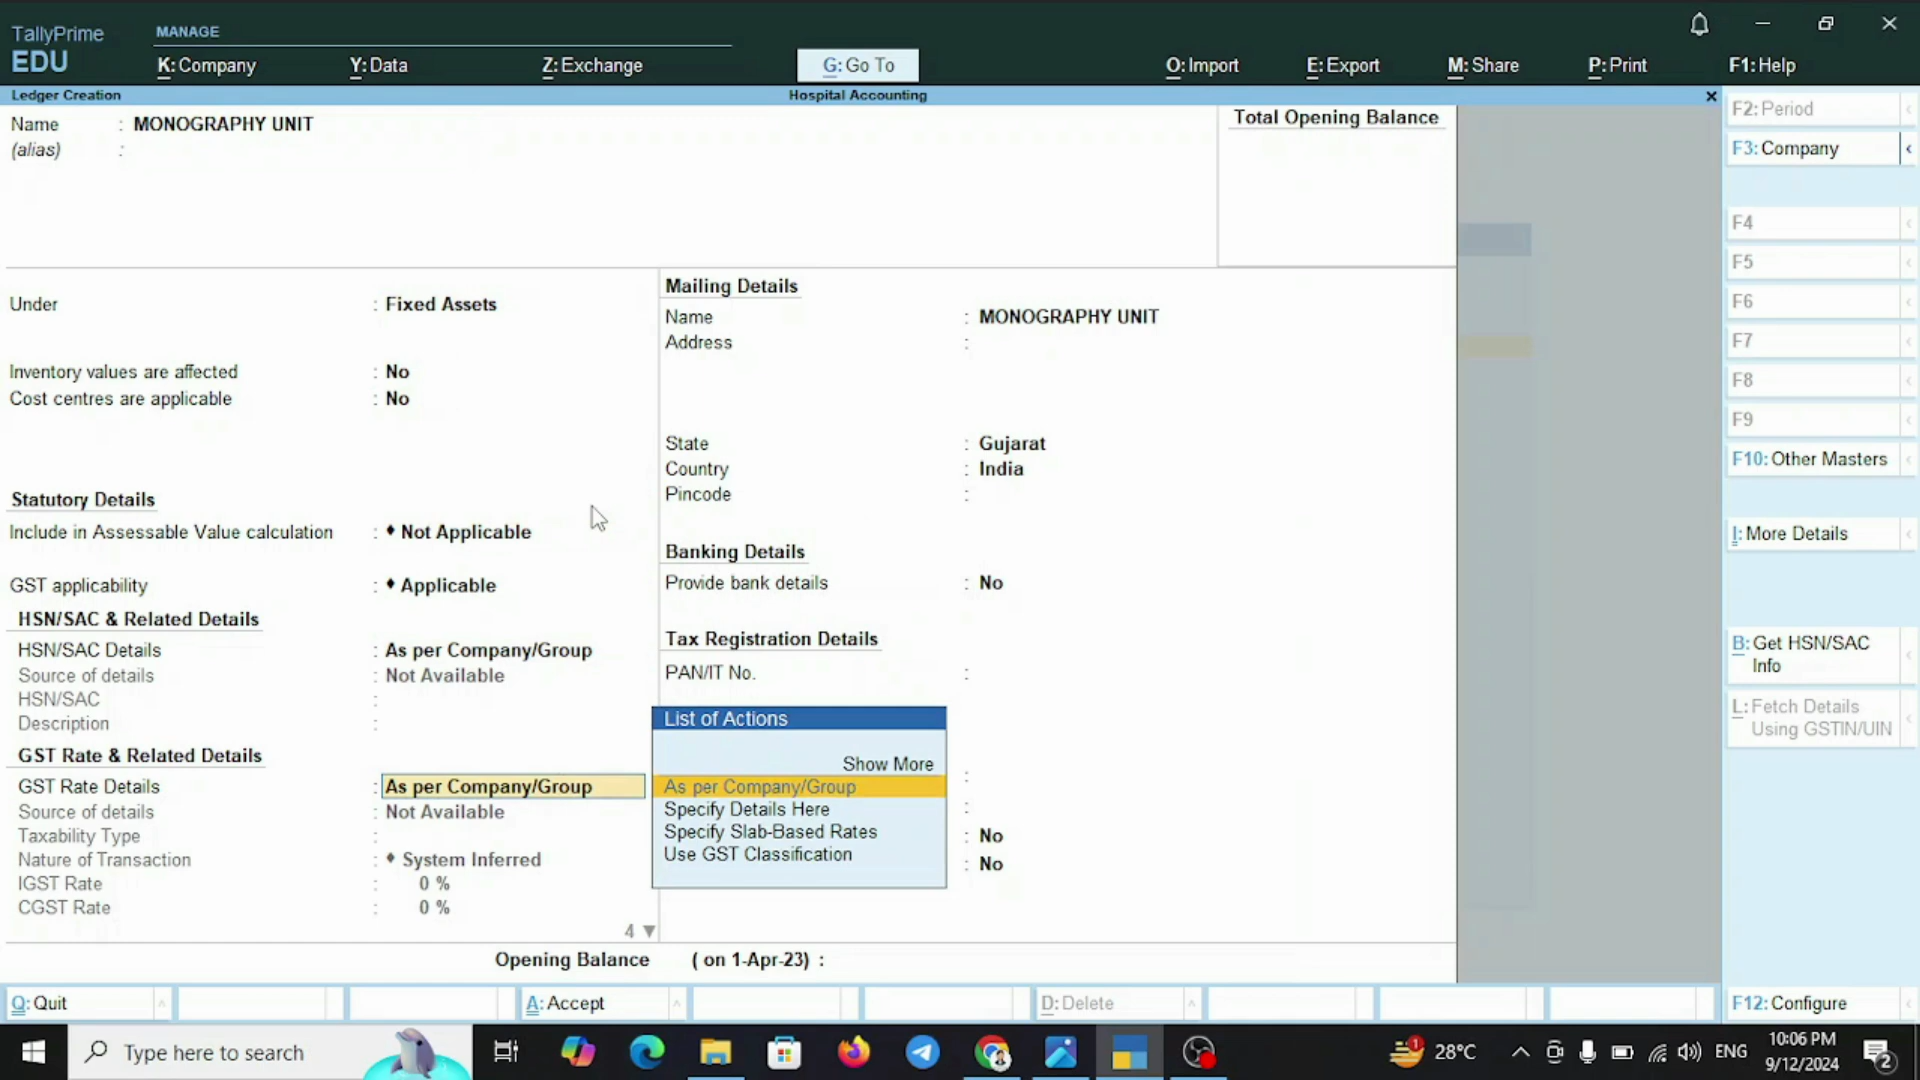 TallyPrime
EDU
MANAGE
K: Company
Y: Data
Z: Exchange
G: Go To
O: Import
E: Export
M: Share
P: Print
F1: Help
Ledger Creation
Hospital Accounting
Name : MONOGRAPHY UNIT
(alias) :
Total Opening Balance
Under : Fixed Assets
Inventory values are affected : No
Cost centres are applicable : No
Statutory Details
Include in Assessable Value calculation : ♦ Not Applicable
GST applicability : ♦ Applicable
HSN/SAC & Related Details
HSN/SAC Details : As per Company/Group
Source of details : Not Available
HSN/SAC :
Description :
GST Rate & Related Details
GST Rate Details : As per Company/Group
Source of details : Not Available
Taxability Type :
Nature of Transaction : ♦ System Inferred
IGST Rate : 0 %
CGST Rate : 0 %
4 ▼
Mailing Details
Name : MONOGRAPHY UNIT
Address :
State : Gujarat
Country : India
Pincode :
Banking Details
Provide bank details : No
Tax Registration Details
PAN/IT No. :
List of Actions
Show More
As per Company/Group
Specify Details Here
Specify Slab-Based Rates
Use GST Classification
:
:
: No
: No
Opening Balance ( on 1-Apr-23) :
F2: Period
F3: Company
F4
F5
F6
F7
F8
F9
F10: Other Masters
I: More Details
B: Get HSN/SAC
Info
L: Fetch Details
Using GSTIN/UIN
F12: Configure
Q: Quit
A: Accept
D: Delete
Type here to search
1
28°C
ENG
10:06 PM
9/12/2024
2